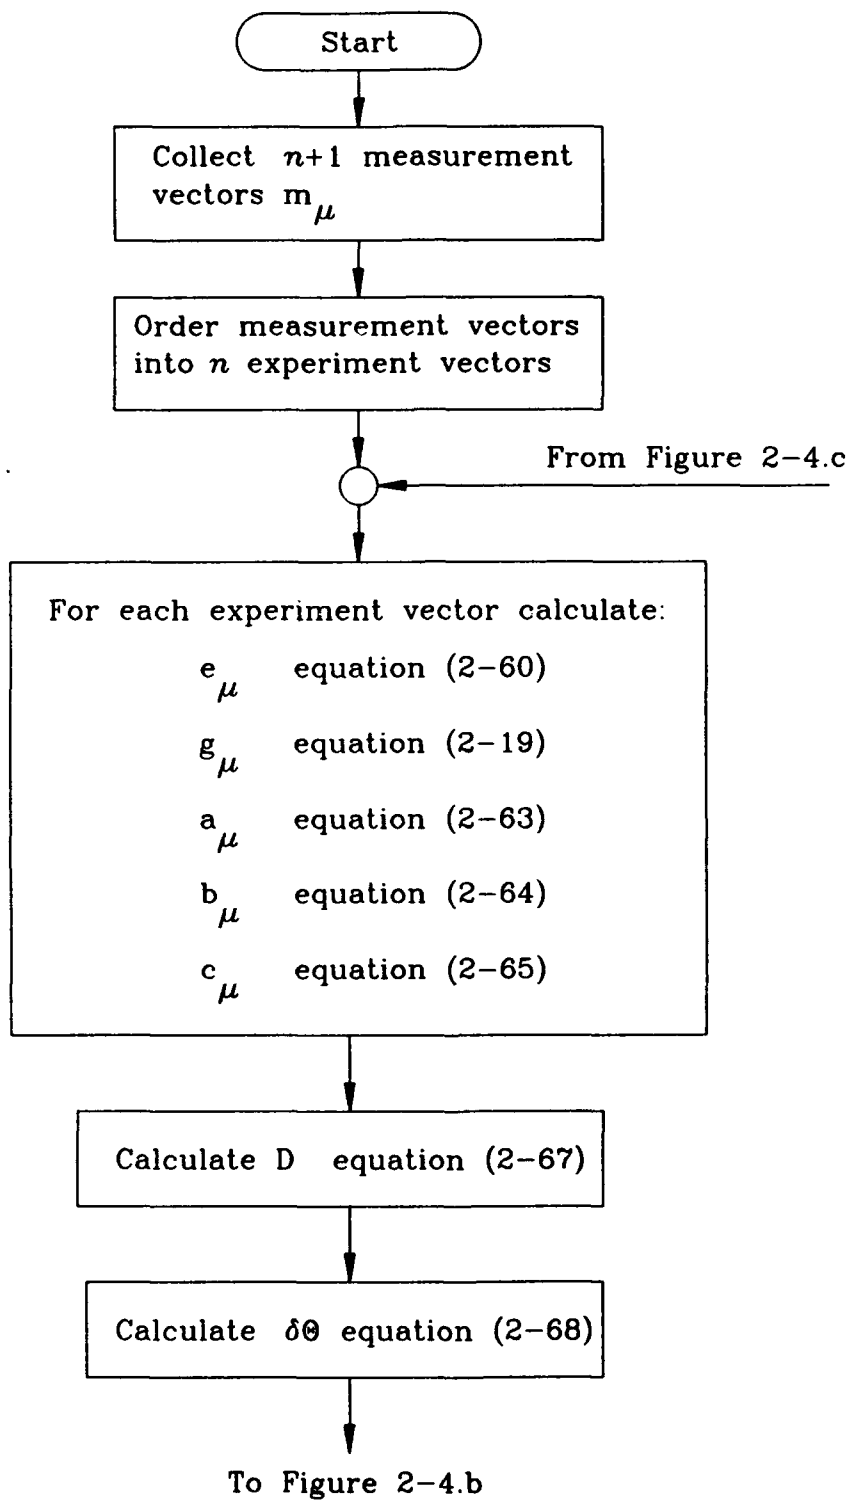 Start
Collect n+1 measurement
vectors m_μ
Order measurement vectors
into n experiment vectors
From Figure 2-4.c
For each experiment vector calculate:
e_μ equation (2-60)
g_μ equation (2-19)
a_μ equation (2-63)
b_μ equation (2-64)
c_μ equation (2-65)
Calculate D equation (2-67)
Calculate δΘ equation (2-68)
To Figure 2-4.b